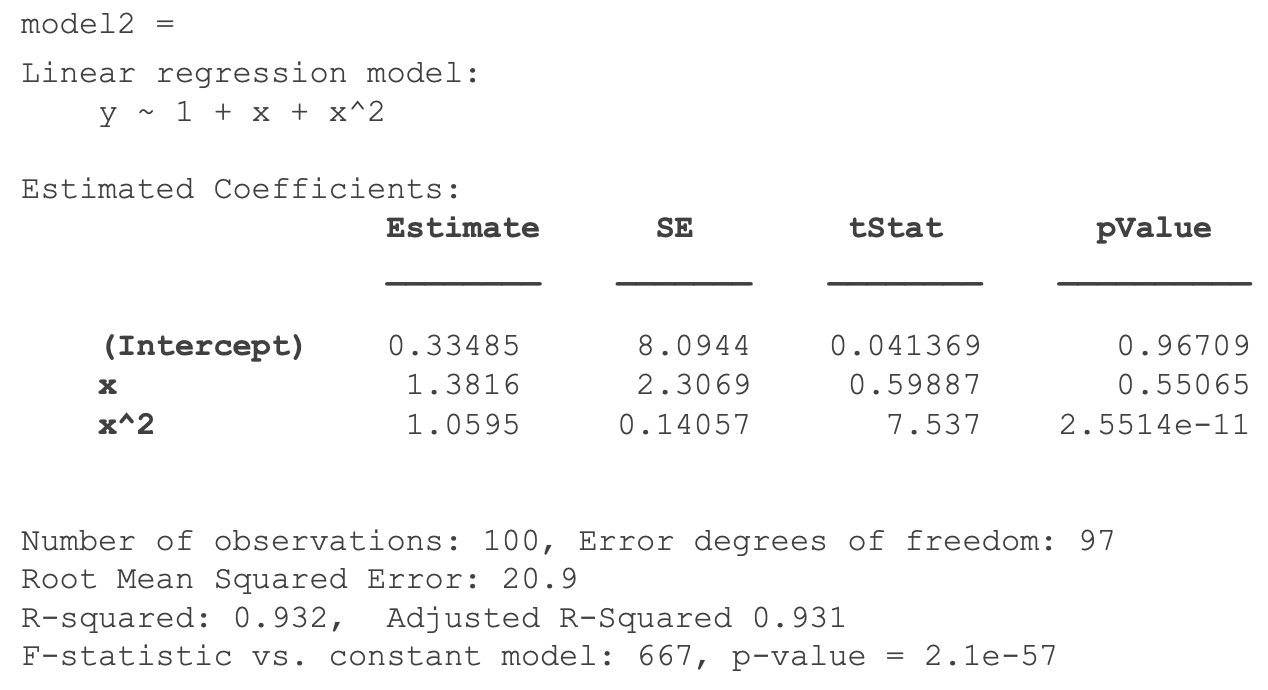 model2 =
Linear regression model:
y ~ 1 + x + x^2
Estimated Coefficients:
Estimate SE tStat pValue
(Intercept) 0.33485 8.0944 0.041369 0.96709
x 1.3816 2.3069 0.59887 0.55065
x^2 1.0595 0.14057 7.537 2.5514e-11
Number of observations: 100, Error degrees of freedom: 97
Root Mean Squared Error: 20.9
R-squared: 0.932, Adjusted R-Squared 0.931
F-statistic vs. constant model: 667, p-value = 2.1e-57